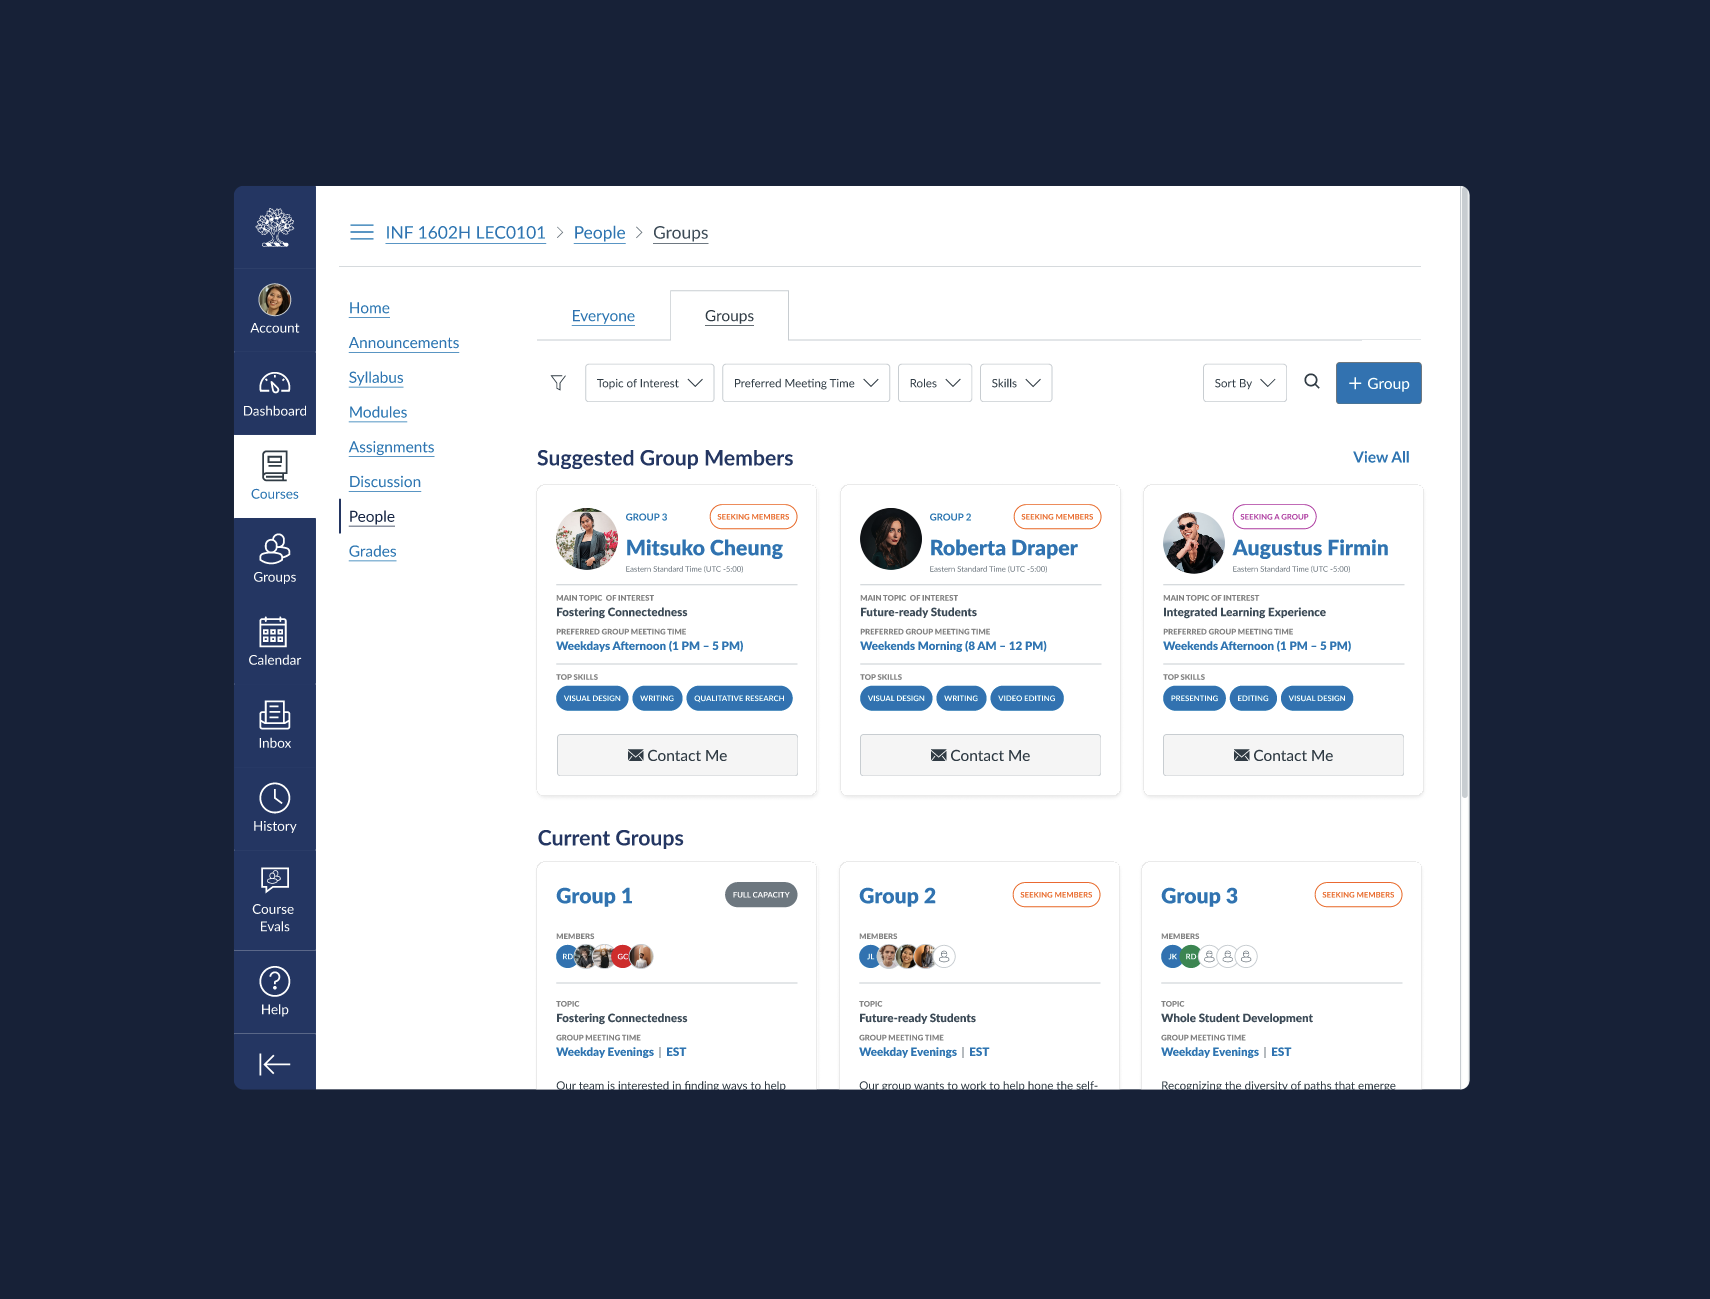 INF 1602H LEC0101 > People > Groups
Account
Dashboard
Courses
Groups
Calendar
Inbox
History
Course
Evals
Help
Home
Announcements
Syllabus
Modules
Assignments
Discussion
People
Grades
Everyone
Groups
Topic of Interest
Preferred Meeting Time
Roles
Skills
Sort By
+ Group
Suggested Group Members
View All
GROUP 3
SEEKING MEMBERS
Mitsuko Cheung
Eastern Standard Time (UTC -5:00)
MAIN TOPIC OF INTEREST
Fostering Connectedness
PREFERRED GROUP MEETING TIME
Weekdays Afternoon (1 PM – 5 PM)
TOP SKILLS
VISUAL DESIGN
WRITING
QUALITATIVE RESEARCH
Contact Me
GROUP 2
SEEKING MEMBERS
Roberta Draper
Eastern Standard Time (UTC -5:00)
MAIN TOPIC OF INTEREST
Future-ready Students
PREFERRED GROUP MEETING TIME
Weekends Morning (8 AM – 12 PM)
TOP SKILLS
VISUAL DESIGN
WRITING
VIDEO EDITING
Contact Me
SEEKING A GROUP
Augustus Firmin
Eastern Standard Time (UTC -5:00)
MAIN TOPIC OF INTEREST
Integrated Learning Experience
PREFERRED GROUP MEETING TIME
Weekends Afternoon (1 PM – 5 PM)
TOP SKILLS
PRESENTING
EDITING
VISUAL DESIGN
Contact Me
Current Groups
Group 1
FULL CAPACITY
MEMBERS
RD
GC
TOPIC
Fostering Connectedness
GROUP MEETING TIME
Weekday Evenings | EST
Our team is interested in finding ways to help
Group 2
SEEKING MEMBERS
MEMBERS
JL
TOPIC
Future-ready Students
GROUP MEETING TIME
Weekday Evenings | EST
Our group wants to work to help hone the self-
Group 3
SEEKING MEMBERS
MEMBERS
JK
RD
TOPIC
Whole Student Development
GROUP MEETING TIME
Weekday Evenings | EST
Recognizing the diversity of paths that emerge